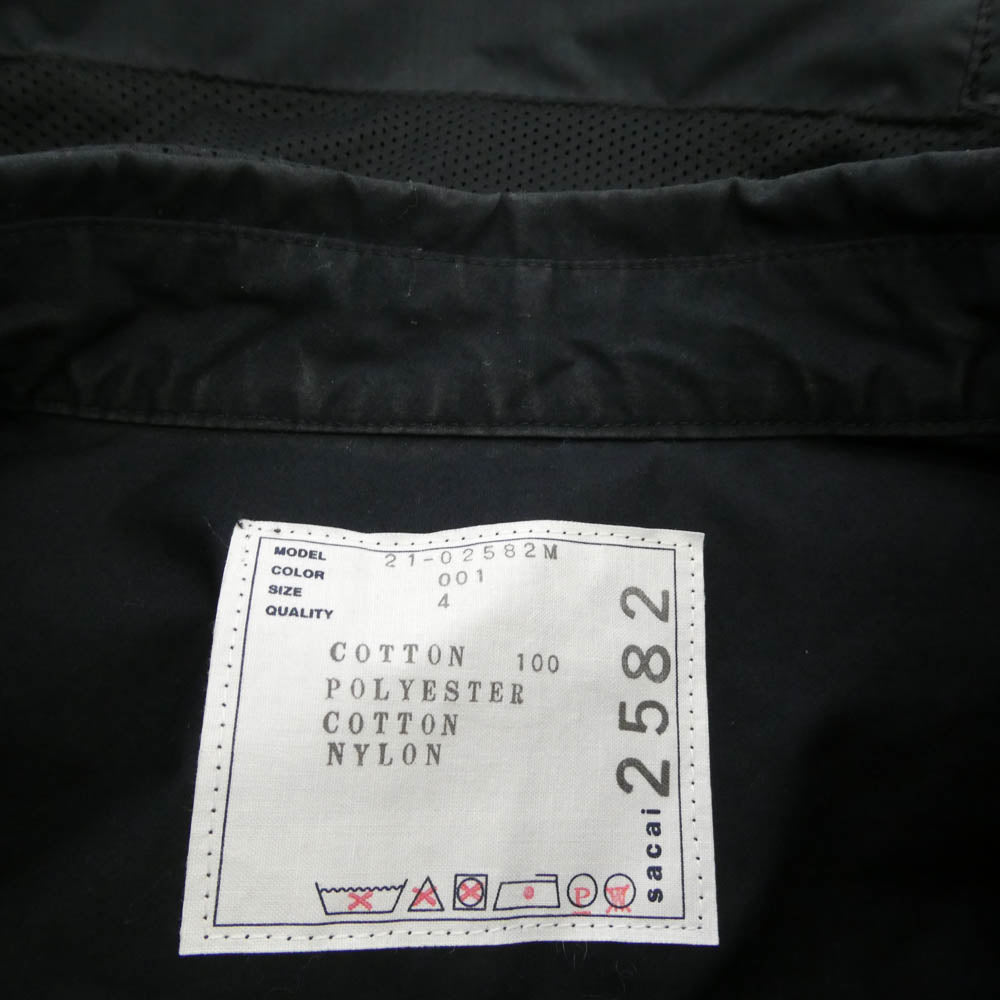 MODEL 21-02582M
COLOR 001
SIZE 4
QUALITY
COTTON 100
POLYESTER
COTTON
NYLON
P
W
sacai 2582